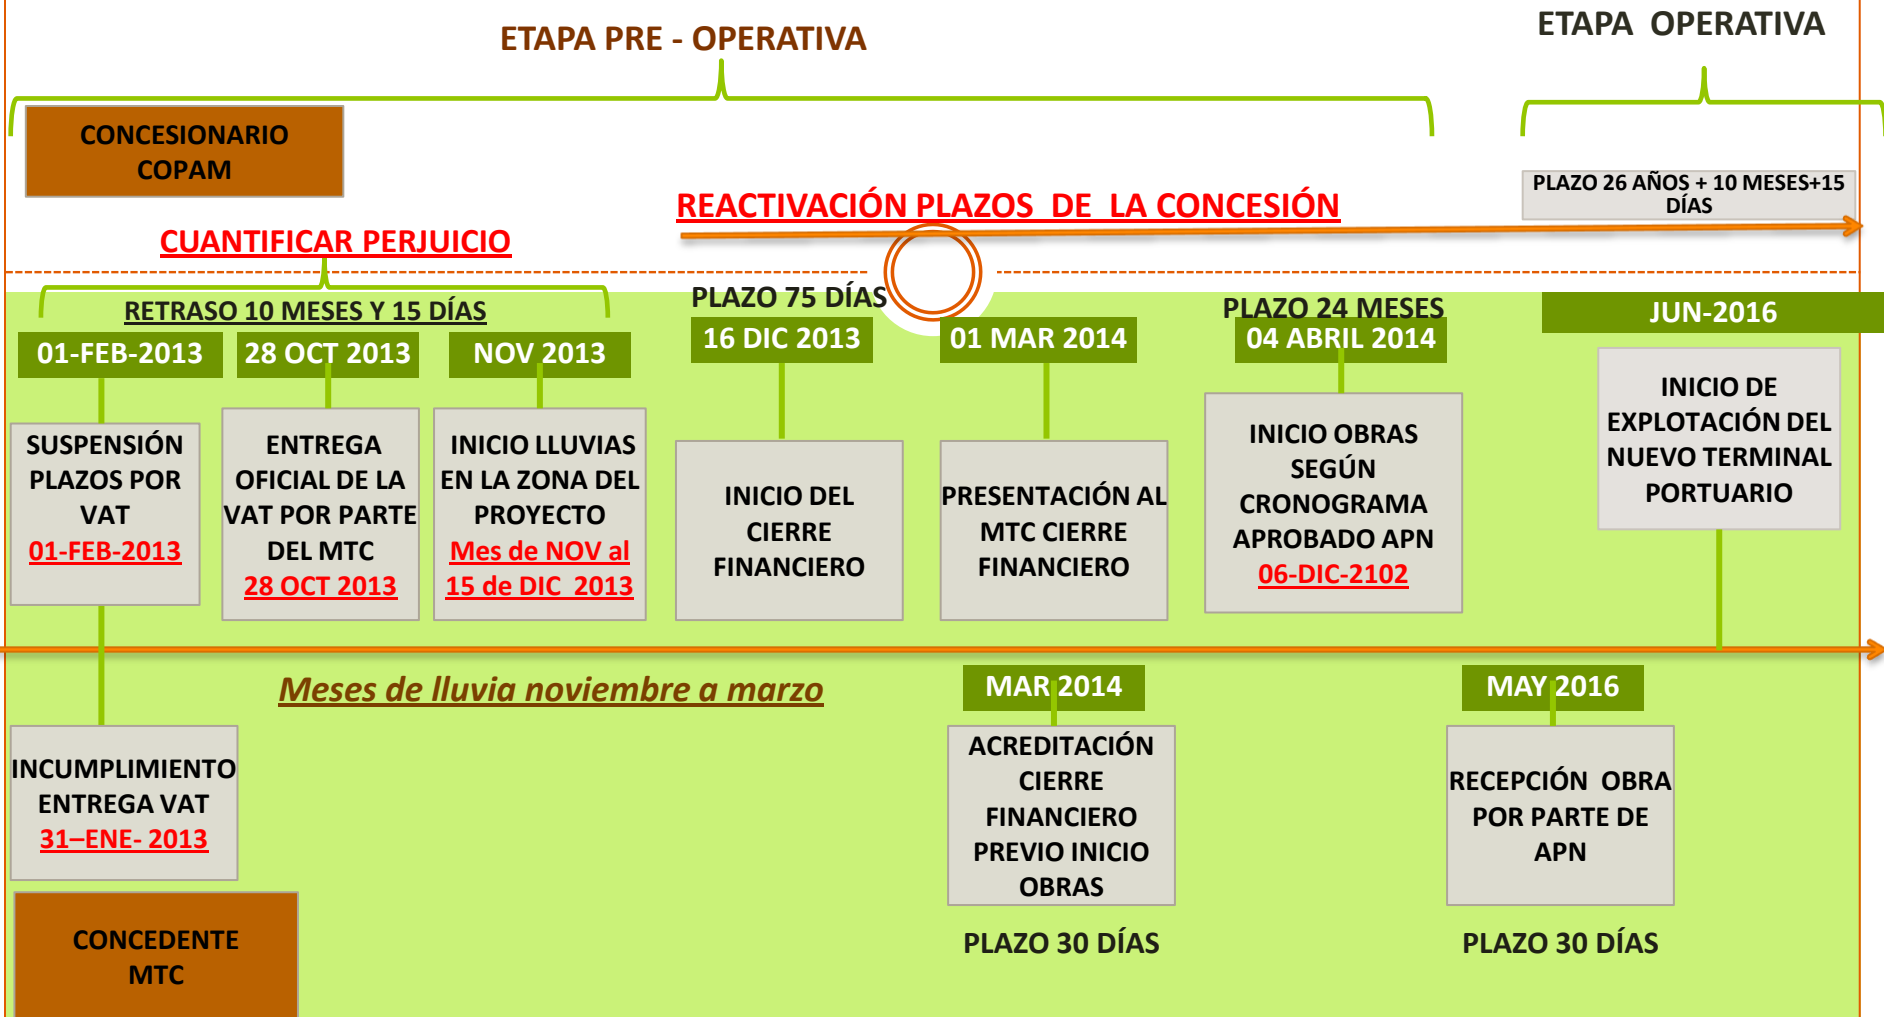 ETAPA PRE - OPERATIVA
ETAPA OPERATIVA
CONCESIONARIO
COPAM
PLAZO 26 AÑOS + 10 MESES+15
DÍAS
REACTIVACIÓN PLAZOS DE LA CONCESIÓN
CUANTIFICAR PERJUICIO
RETRASO 10 MESES Y 15 DÍAS
PLAZO 75 DÍAS
PLAZO 24 MESES
01-FEB-2013
28 OCT 2013
NOV 2013
16 DIC 2013
01 MAR 2014
04 ABRIL 2014
JUN-2016
SUSPENSIÓN
PLAZOS POR
VAT
01-FEB-2013
ENTREGA
OFICIAL DE LA
VAT POR PARTE
DEL MTC
28 OCT 2013
INICIO LLUVIAS
EN LA ZONA DEL
PROYECTO
Mes de NOV al
15 de DIC 2013
INICIO DEL
CIERRE
FINANCIERO
PRESENTACIÓN AL
MTC CIERRE
FINANCIERO
INICIO OBRAS
SEGÚN
CRONOGRAMA
APROBADO APN
06-DIC-2102
INICIO DE
EXPLOTACIÓN DEL
NUEVO TERMINAL
PORTUARIO
Meses de lluvia noviembre a marzo
MAR 2014
MAY 2016
INCUMPLIMIENTO
ENTREGA VAT
31–ENE- 2013
ACREDITACIÓN
CIERRE
FINANCIERO
PREVIO INICIO
OBRAS
RECEPCIÓN OBRA
POR PARTE DE
APN
PLAZO 30 DÍAS
PLAZO 30 DÍAS
CONCEDENTE
MTC